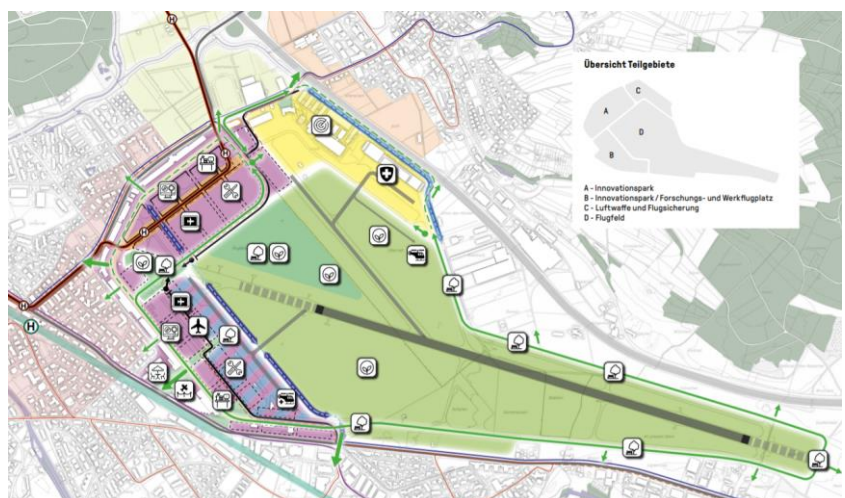 Übersicht Teilgebiete
C
A
D
B
A - Innovationspark
B - Innovationspark / Forschungs- und Werkflugplatz
C - Luftwaffe und Flugsicherung
D - Flugfeld
H
H
H
H
H